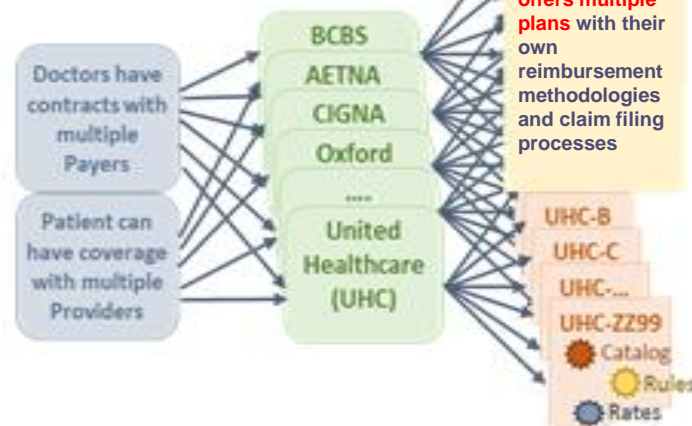 Doctors have
contracts with
multiple
Payers
Patient can
have coverage
with multiple
Providers
BCBS
AETNA
CIGNA
Oxford
....
United
Healthcare
(UHC)
offers multiple
plans with their
own
reimbursement
methodologies
and claim filing
processes
UHC-B
UHC-C
UHC-...
UHC-ZZ99
Catalog
Rules
Rates